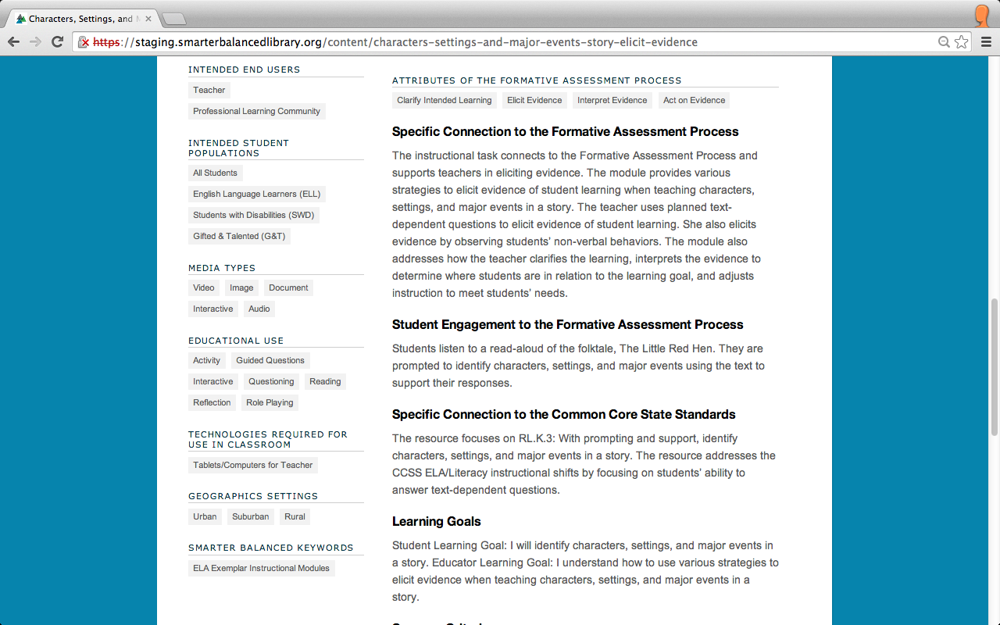 Characters, Settings, and M
https://staging.smarterbalancedlibrary.org/content/characters-settings-and-major-events-story-elicit-evidence
INTENDED END USERS
Teacher
Professional Learning Community
INTENDED STUDENT
POPULATIONS
All Students
English Language Learners (ELL)
Students with Disabilities (SWD)
Gifted & Talented (G&T)
MEDIA TYPES
Video Image Document
Interactive Audio
EDUCATIONAL USE
Activity Guided Questions
Interactive Questioning Reading
Reflection Role Playing
TECHNOLOGIES REQUIRED FOR
USE IN CLASSROOM
Tablets/Computers for Teacher
GEOGRAPHICS SETTINGS
Urban Suburban Rural
SMARTER BALANCED KEYWORDS
ELA Exemplar Instructional Modules
ATTRIBUTES OF THE FORMATIVE ASSESSMENT PROCESS
Clarify Intended Learning Elicit Evidence Interpret Evidence Act on Evidence
Specific Connection to the Formative Assessment Process
The instructional task connects to the Formative Assessment Process and
supports teachers in eliciting evidence. The module provides various
strategies to elicit evidence of student learning when teaching characters,
settings, and major events in a story. The teacher uses planned text-
dependent questions to elicit evidence of student learning. She also elicits
evidence by observing students' non-verbal behaviors. The module also
addresses how the teacher clarifies the learning, interprets the evidence to
determine where students are in relation to the learning goal, and adjusts
instruction to meet students' needs.
Student Engagement to the Formative Assessment Process
Students listen to a read-aloud of the folktale, The Little Red Hen. They are
prompted to identify characters, settings, and major events using the text to
support their responses.
Specific Connection to the Common Core State Standards
The resource focuses on RL.K.3: With prompting and support, identify
characters, settings, and major events in a story. The resource addresses the
CCSS ELA/Literacy instructional shifts by focusing on students' ability to
answer text-dependent questions.
Learning Goals
Student Learning Goal: I will identify characters, settings, and major events in
a story. Educator Learning Goal: I understand how to use various strategies to
elicit evidence when teaching characters, settings, and major events in a
story.